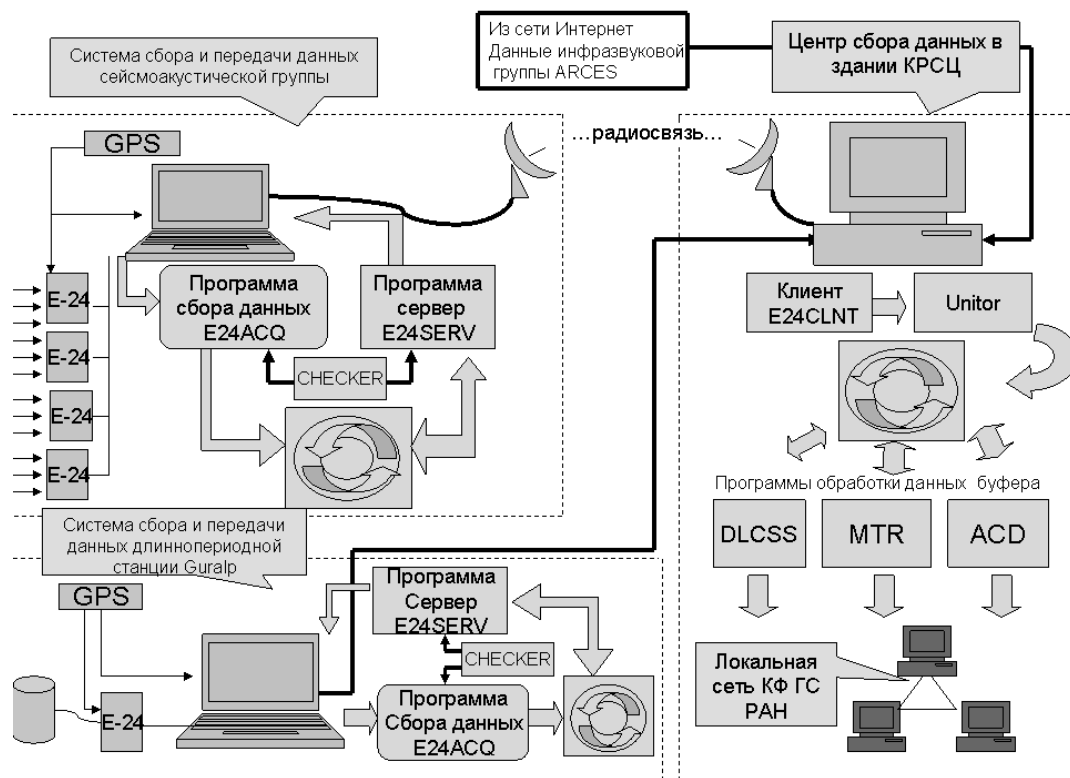 Система сбора и передачи данных
сейсмоакустической группы
Из сети Интернет
Данные инфразвуковой
группы ARCES
Центр сбора данных в
здании КРСЦ
GPS
...радиосвязь...
E-24
E-24
E-24
E-24
Программа
сбора данных
E24ACQ
Программа
сервер
E24SERV
CHECKER
Клиент
E24CLNT
Unitor
Программы обработки данных буфера
DLCSS
MTR
ACD
Система сбора и передачи
данных длиннопериодной
станции Guralp
GPS
E-24
Программа
Сервер
E24SERV
CHECKER
Программа
Сбора данных
E24ACQ
Локальная
сеть КФ ГС
РАН